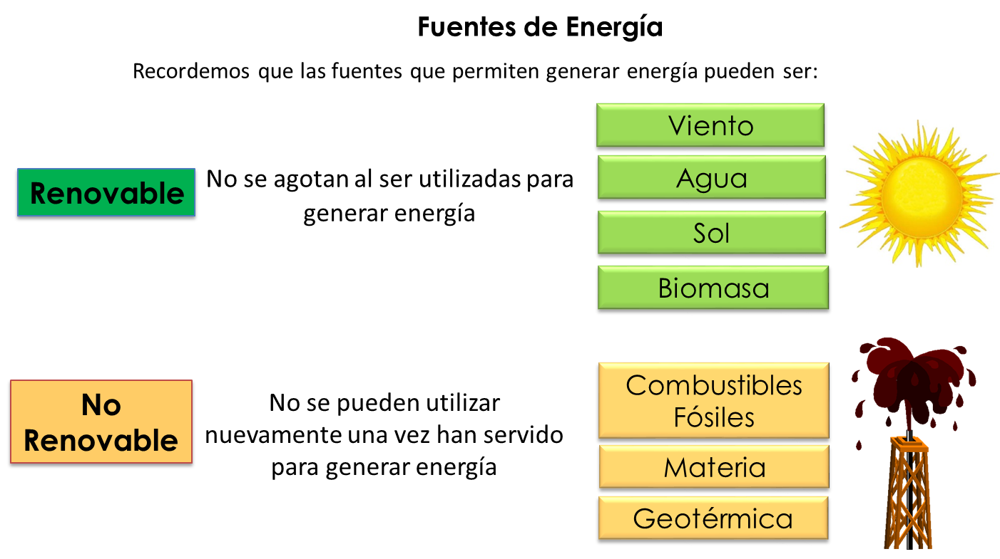 Fuentes de Energía
Recordemos que las fuentes que permiten generar energía pueden ser:
Renovable
No se agotan al ser utilizadas para
generar energía
Viento
Agua
Sol
Biomasa
No
Renovable
No se pueden utilizar
nuevamente una vez han servido
para generar energía
Combustibles
Fósiles
Materia
Geotérmica